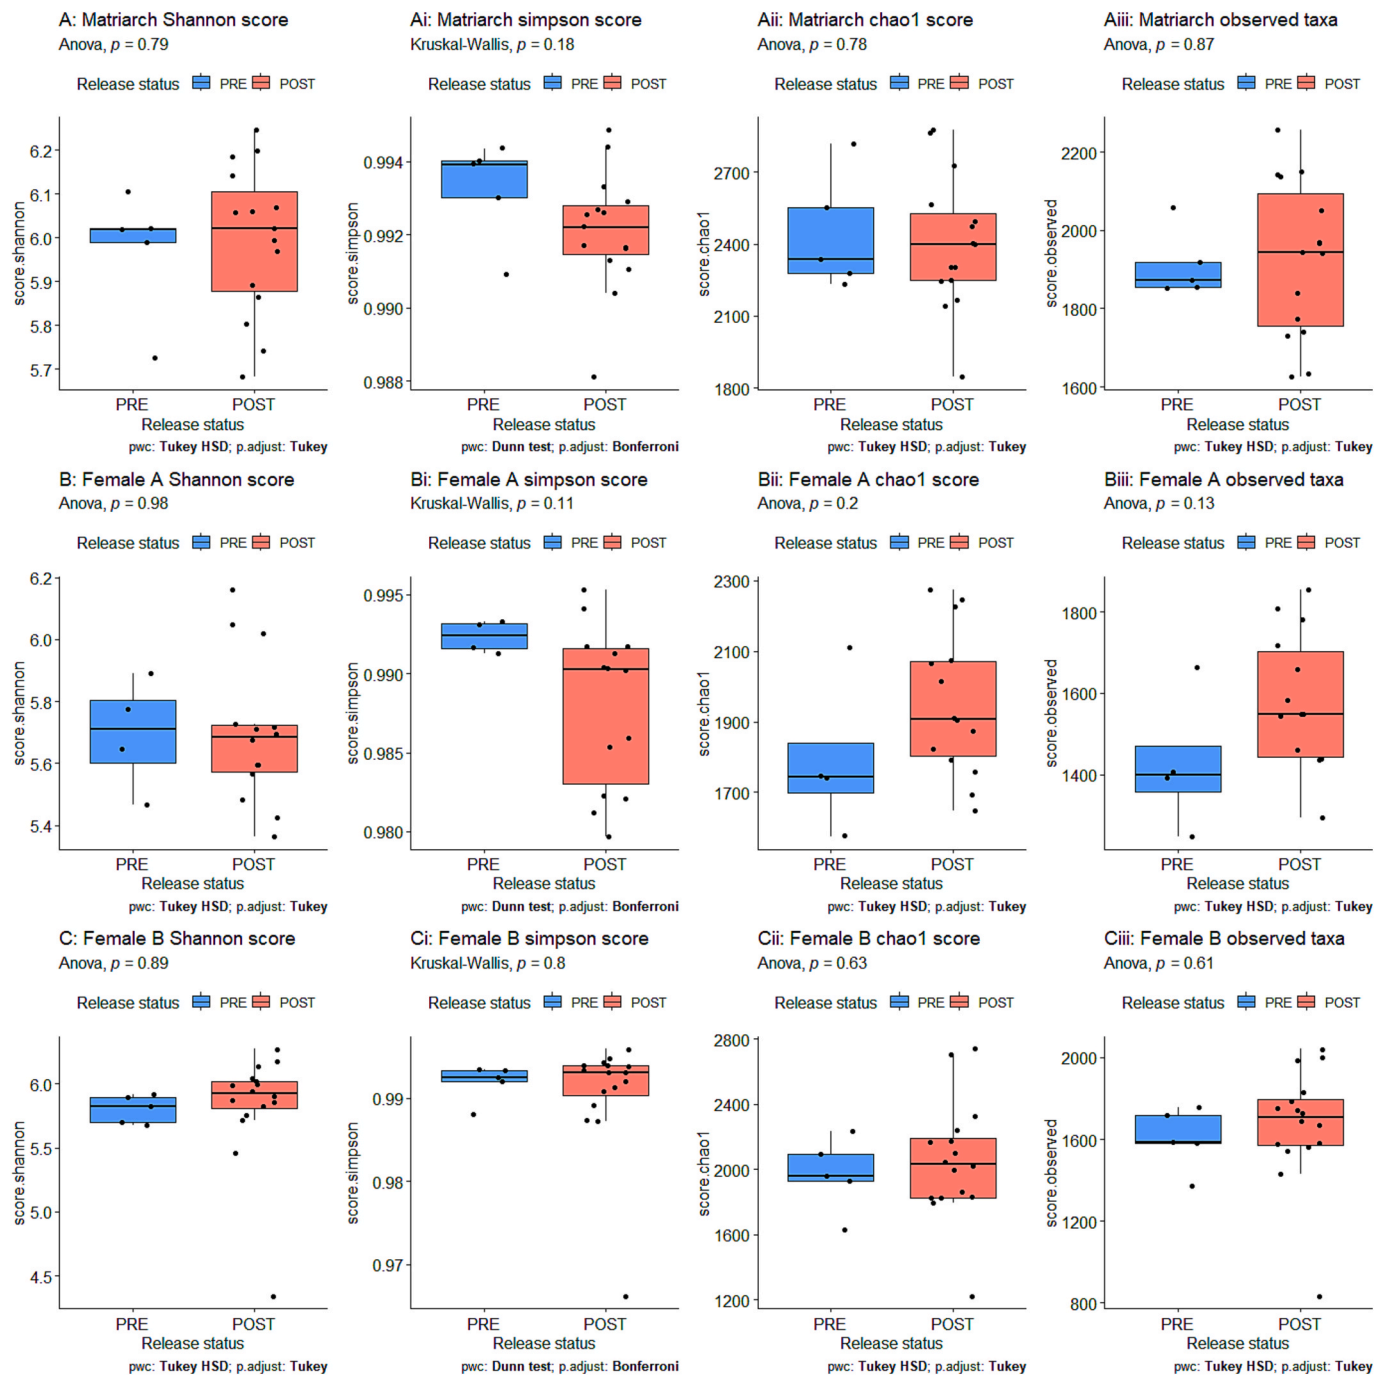 A: Matriarch Shannon score
Anova, p = 0.79
Release status PRE POST
score.shannon
6.2
6.1
6.0
5.9
5.8
5.7
PRE POST
Release status
pwc: Tukey HSD; p.adjust: Tukey
Ai: Matriarch simpson score
Kruskal-Wallis, p = 0.18
Release status PRE POST
score.simpson
0.994
0.992
0.990
0.988
PRE POST
Release status
pwc: Dunn test; p.adjust: Bonferroni
Aii: Matriarch chao1 score
Anova, p = 0.78
Release status PRE POST
score.chao1
2700
2400
2100
1800
PRE POST
Release status
pwc: Tukey HSD; p.adjust: Tukey
Aiii: Matriarch observed taxa
Anova, p = 0.87
Release status PRE POST
score.observed
2200
2000
1800
1600
PRE POST
Release status
pwc: Tukey HSD; p.adjust: Tukey
B: Female A Shannon score
Anova, p = 0.98
Release status PRE POST
score.shannon
6.2
6.0
5.8
5.6
5.4
PRE POST
Release status
pwc: Tukey HSD; p.adjust: Tukey
Bi: Female A simpson score
Kruskal-Wallis, p = 0.11
Release status PRE POST
score.simpson
0.995
0.990
0.985
0.980
PRE POST
Release status
pwc: Dunn test; p.adjust: Bonferroni
Bii: Female A chao1 score
Anova, p = 0.2
Release status PRE POST
score.chao1
2300
2100
1900
1700
PRE POST
Release status
pwc: Tukey HSD; p.adjust: Tukey
Biii: Female A observed taxa
Anova, p = 0.13
Release status PRE POST
score.observed
1800
1600
1400
PRE POST
Release status
pwc: Tukey HSD; p.adjust: Tukey
C: Female B Shannon score
Anova, p = 0.89
Release status PRE POST
score.shannon
6.0
5.5
5.0
4.5
PRE POST
Release status
pwc: Tukey HSD; p.adjust: Tukey
Ci: Female B simpson score
Kruskal-Wallis, p = 0.8
Release status PRE POST
score.simpson
0.99
0.98
0.97
PRE POST
Release status
pwc: Dunn test; p.adjust: Bonferroni
Cii: Female B chao1 score
Anova, p = 0.63
Release status PRE POST
score.chao1
2800
2400
2000
1600
1200
PRE POST
Release status
pwc: Tukey HSD; p.adjust: Tukey
Ciii: Female B observed taxa
Anova, p = 0.61
Release status PRE POST
score.observed
2000
1600
1200
800
PRE POST
Release status
pwc: Tukey HSD; p.adjust: Tukey